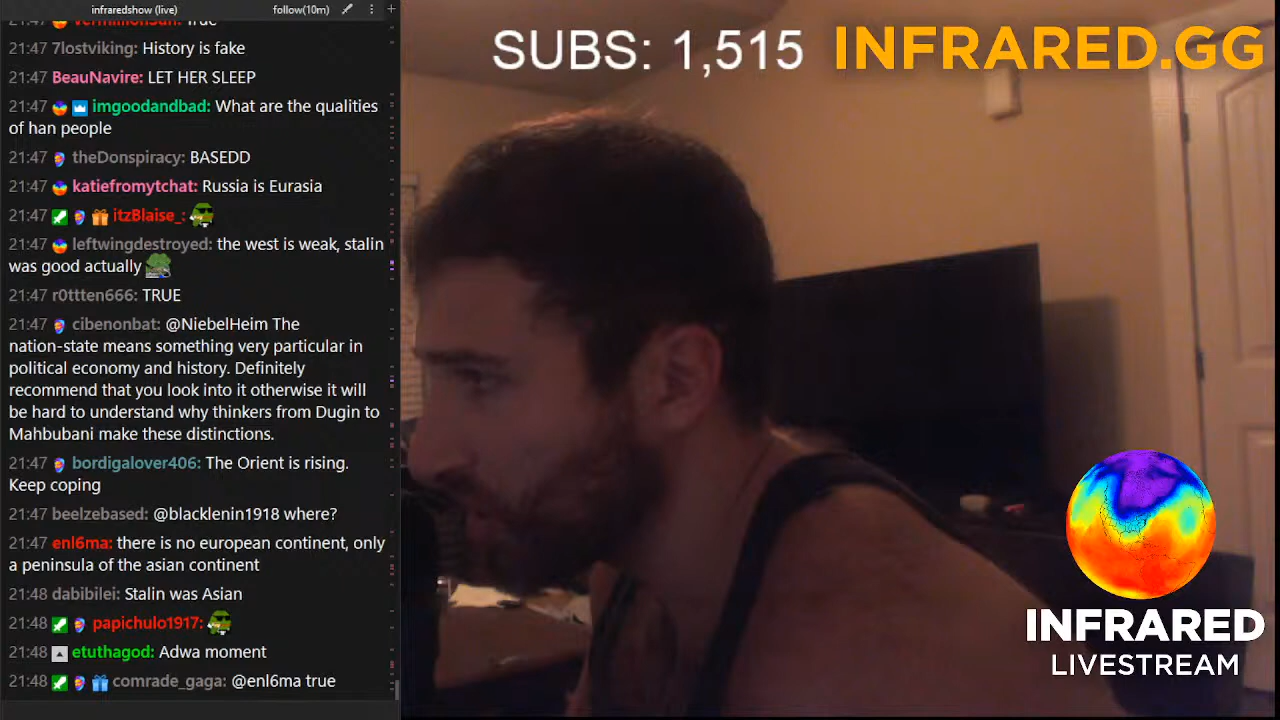 infraredshow (live)
follow(10m)
SUBS: 1,515 INFRARED.GG
21:47 7lostviking: History is fake
21:47 BeauNavire: LET HER SLEEP
21:47 imgoodandbad: What are the qualities
of han people
21:47 theDonspiracy: BASEDD
21:47 katiefromytchat: Russia is Eurasia
21:47 itzBlaise_:
21:47 leftwingdestroyed: the west is weak, stalin
was good actually
21:47 r0ttten666: TRUE
21:47 cibenonbat: @NiebelHeim The
nation-state means something very particular in
political economy and history. Definitely
recommend that you look into it otherwise it will
be hard to understand why thinkers from Dugin to
Mahbubani make these distinctions.
21:47 bordigalover406: The Orient is rising.
Keep coping
21:47 beelzebased: @blacklenin1918 where?
21:47 enl6ma: there is no european continent, only
a peninsula of the asian continent
21:48 dabibilei: Stalin was Asian
21:48 papichulo1917:
21:48 etuthagod: Adwa moment
21:48 comrade_gaga: @enl6ma true
INFRARED
LIVESTREAM